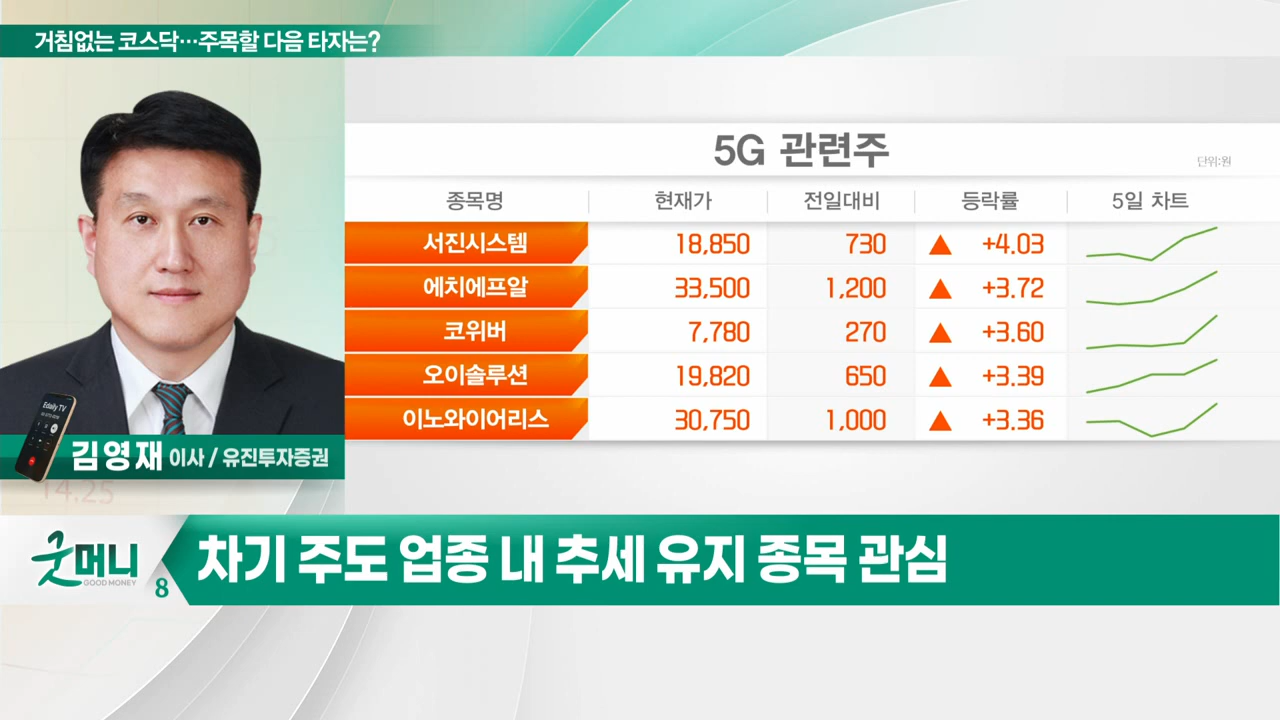 거침없는 코스닥…주목할 다음 타자는?
5G 관련주
단위:원
종목명 현재가 전일대비 등락률 5일 차트
서진시스템 18,850 730 ▲ +4.03
에치에프알 33,500 1,200 ▲ +3.72
코위버 7,780 270 ▲ +3.60
오이솔루션 19,820 650 ▲ +3.39
이노와이어리스 30,750 1,000 ▲ +3.36
Edaily TV
김영재 이사 / 유진투자증권
14.25
굿머니
GOOD MONEY
8
차기 주도 업종 내 추세 유지 종목 관심